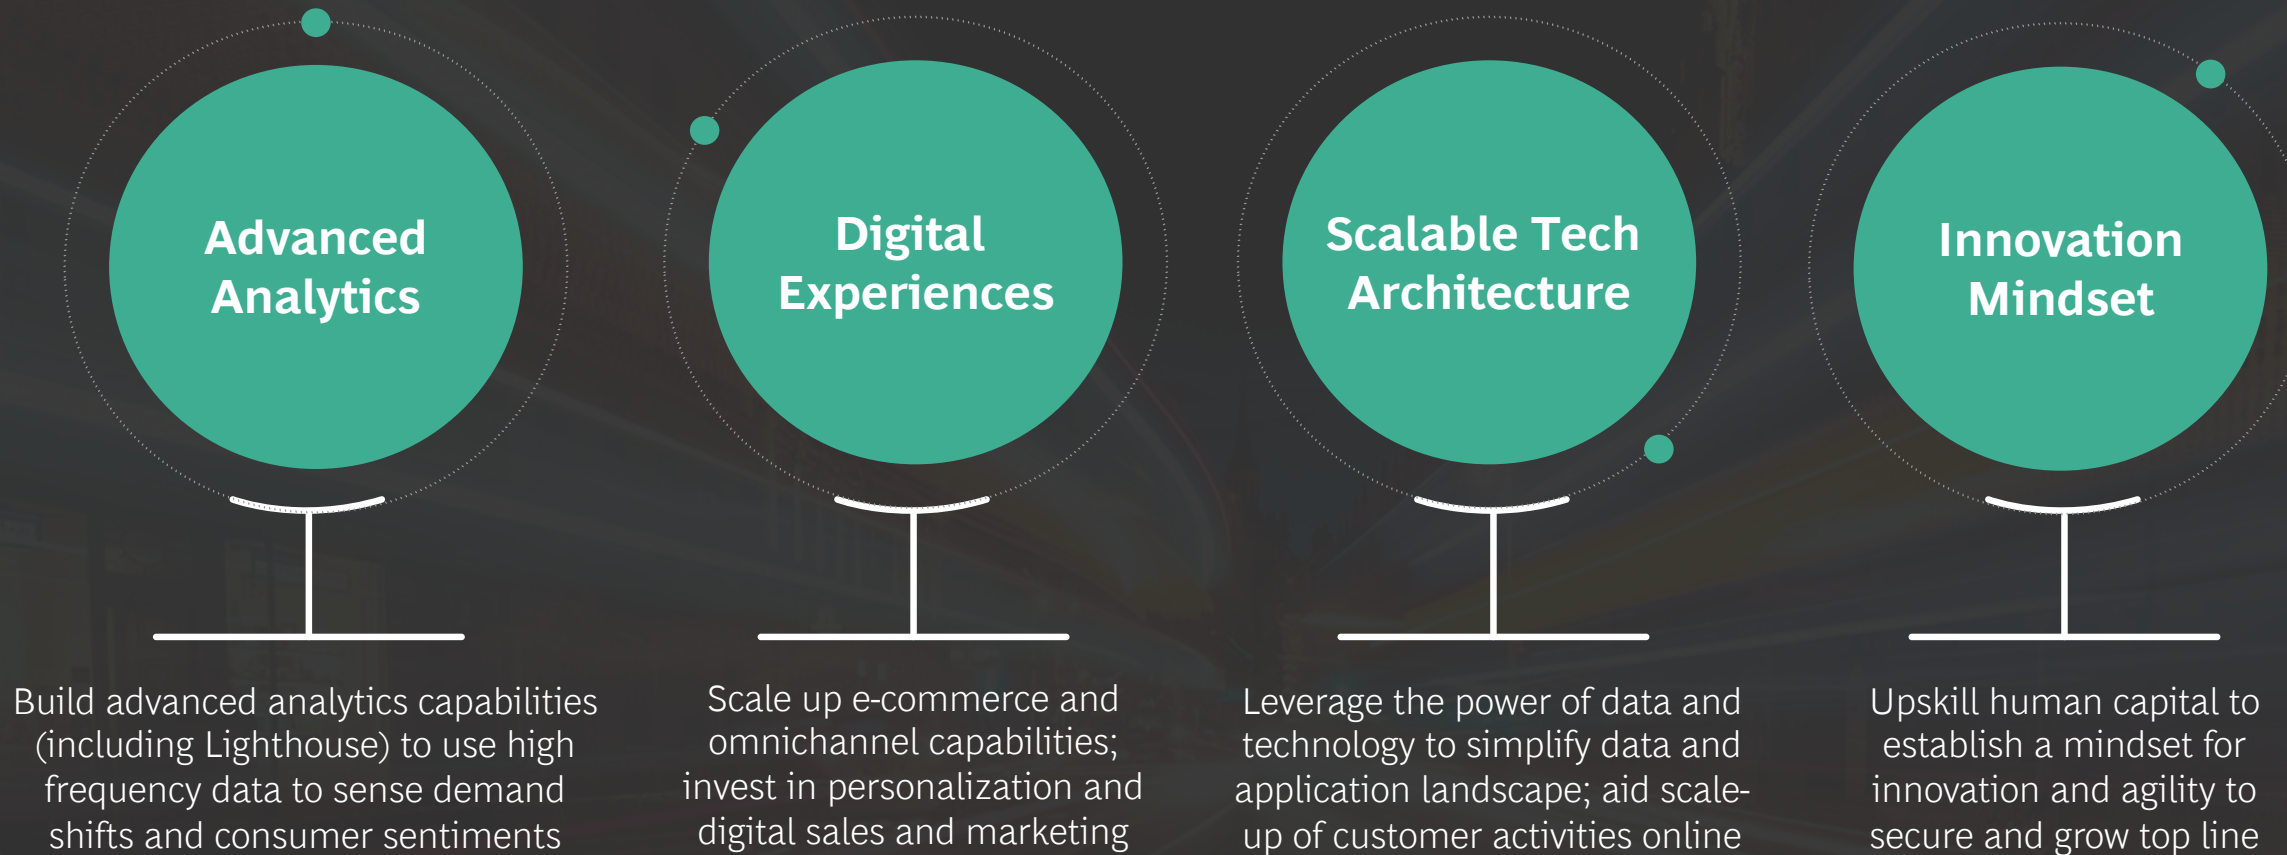 Advanced
Analytics
Build advanced analytics capabilities
(including Lighthouse) to use high
frequency data to sense demand
shifts and consumer sentiments
Digital
Experiences
Scale up e-commerce and
omnichannel capabilities;
invest in personalization and
digital sales and marketing
Scalable Tech
Architecture
Leverage the power of data and
technology to simplify data and
application landscape; aid scale-
up of customer activities online
Innovation
Mindset
Upskill human capital to
establish a mindset for
innovation and agility to
secure and grow top line